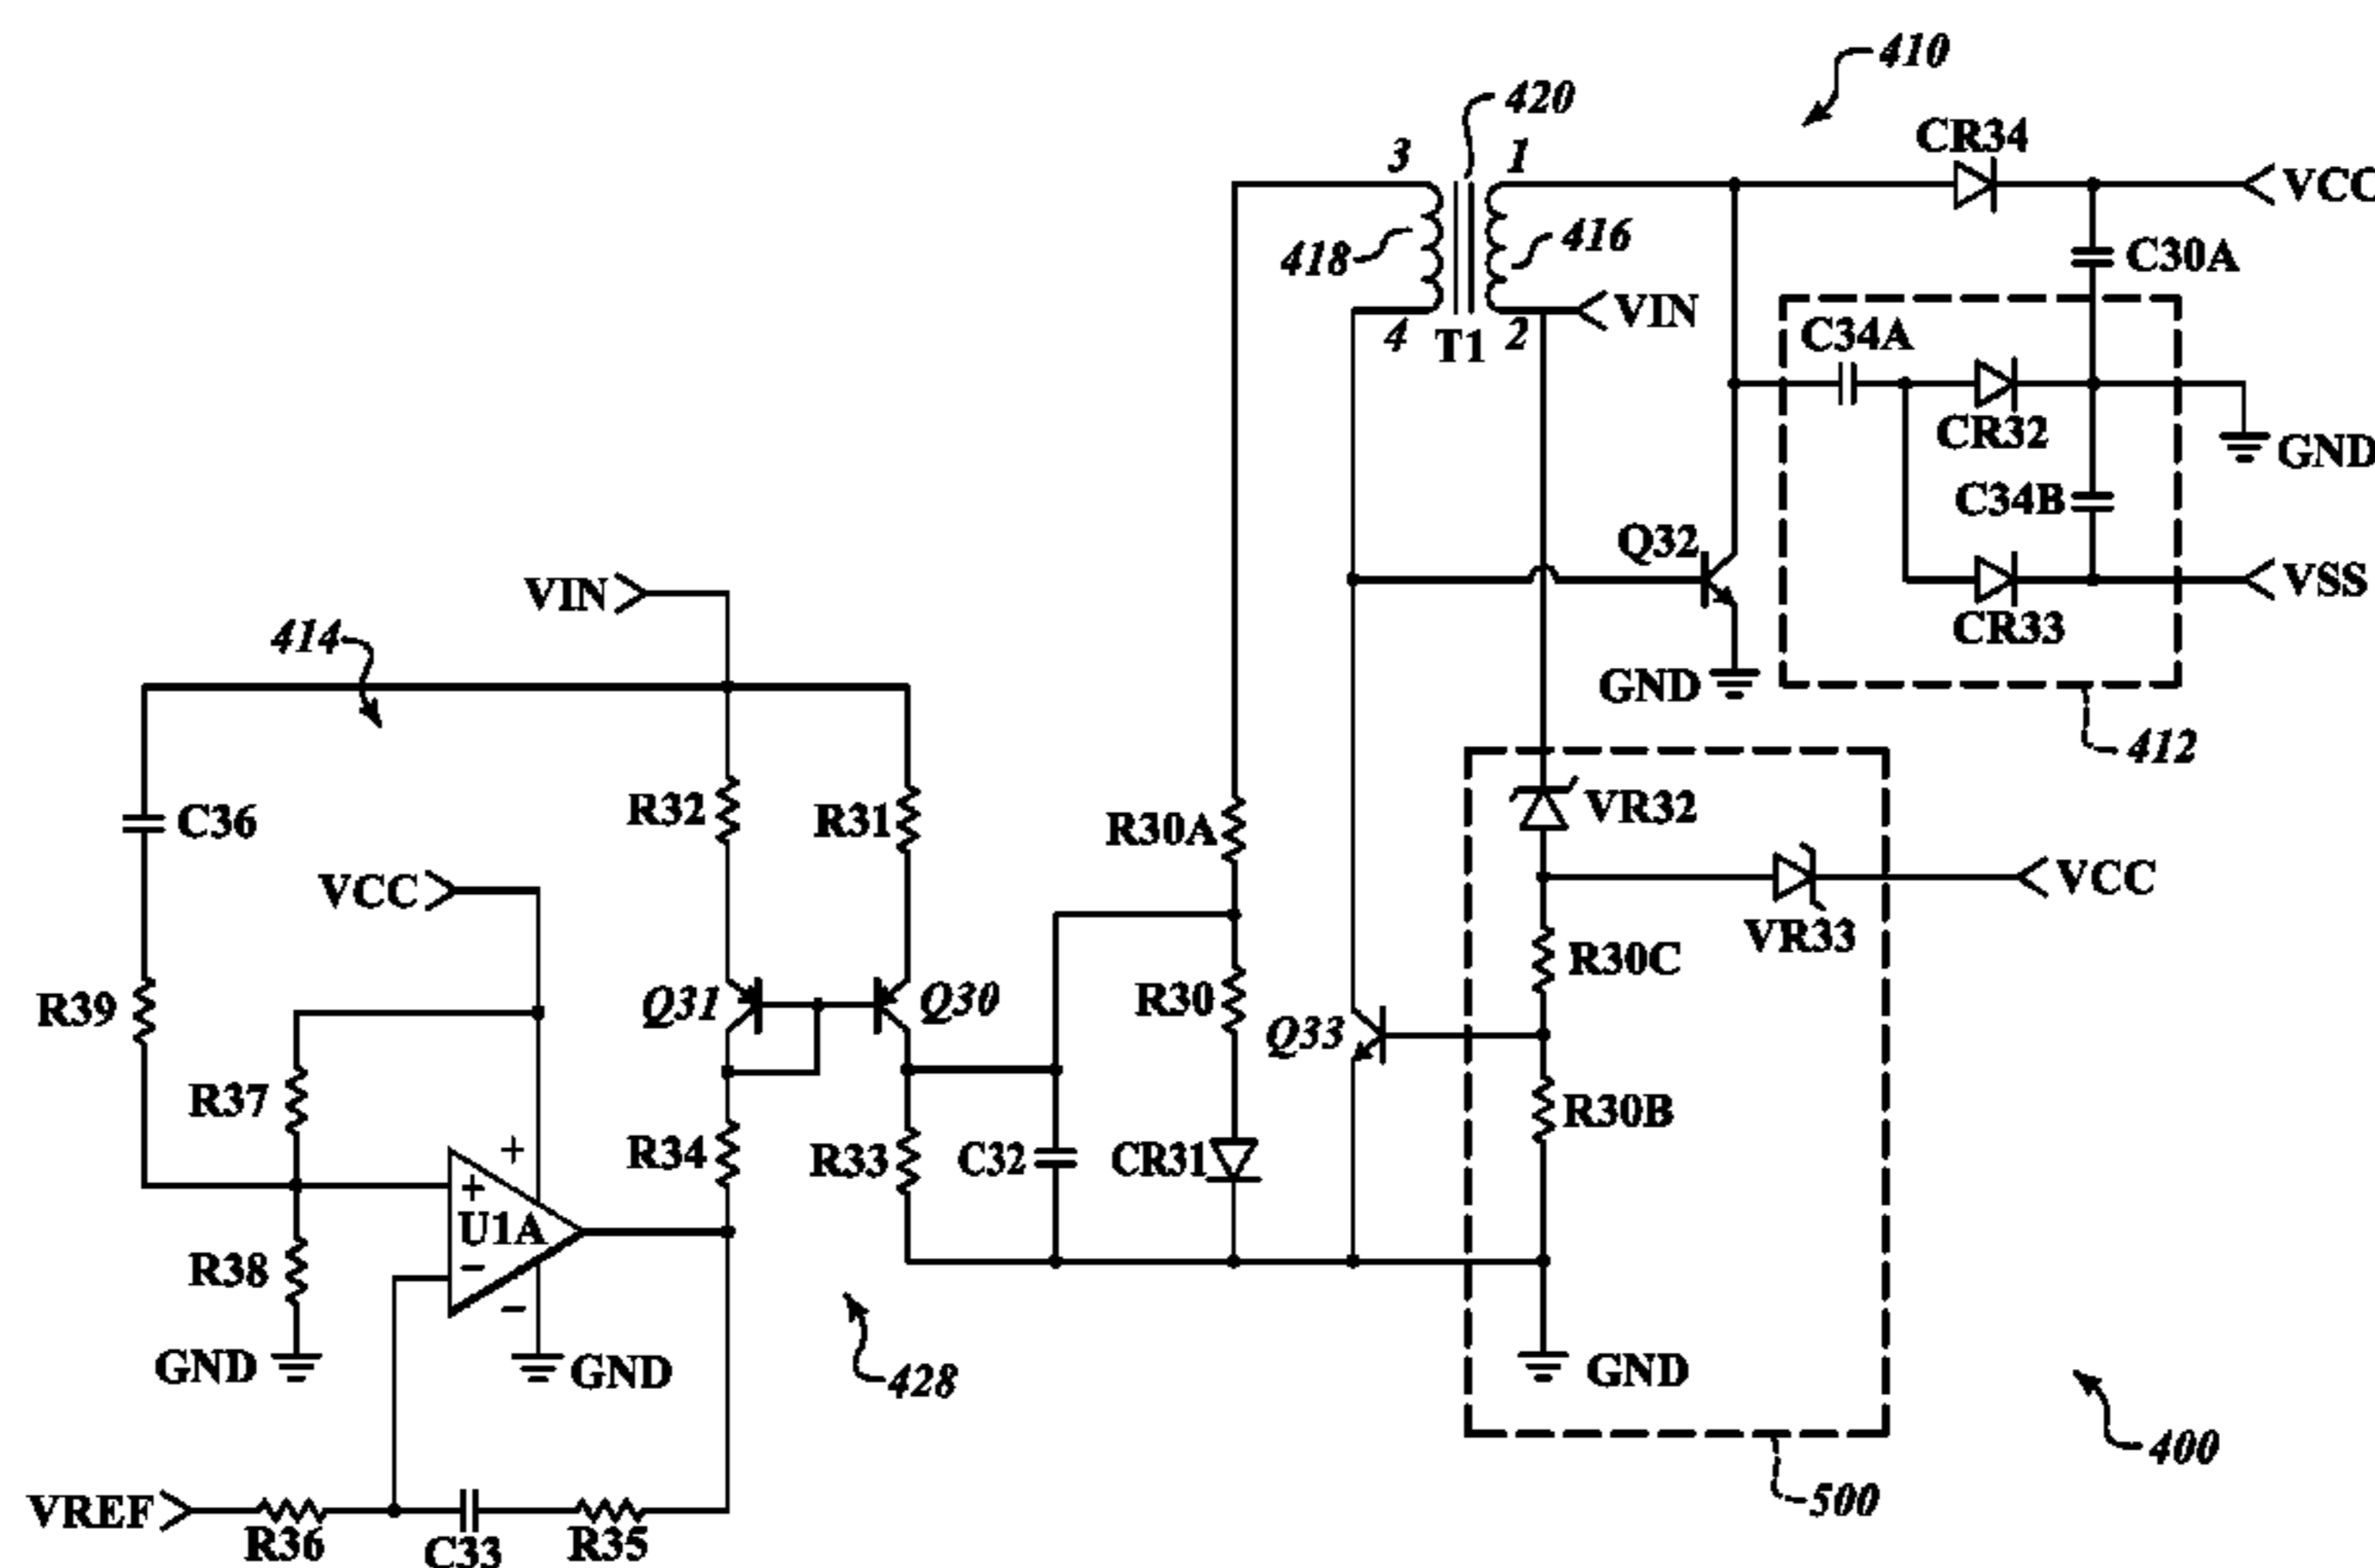 410
420
CR34
3
1
VCC
418
416
C30A
VIN
4
T1
2
C34A
CR32
GND
C34B
Q32
VSS
CR33
VIN
414
GND
412
R32
R31
VR32
C36
R30A
VCC
VCC
VR33
R30C
R39
Q31
Q30
R30
Q33
R37
R30B
+
R34
R33
C32
CR31
+
U1A
R38
−
−
GND
GND
428
GND
400
500
VREF
R36
C33
R35